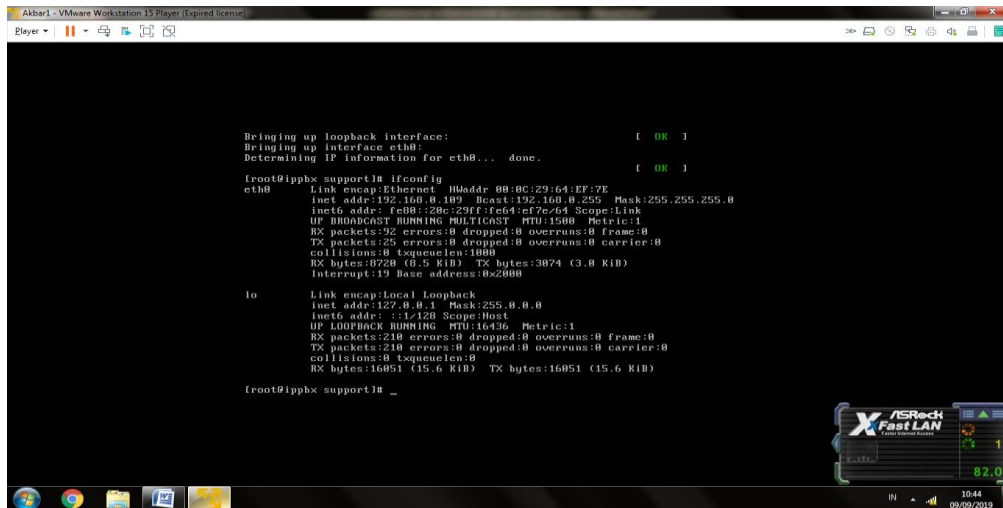 Akbar1 - VMware Workstation 15 Player (Expired license)
Player
Bringing up loopback interface: [ OK ]
Bringing up interface eth0:
Determining IP information for eth0... done.
[ OK ]
[root@ippbx support]# ifconfig
eth0 Link encap:Ethernet HWaddr 00:0C:29:64:EF:7E
inet addr:192.168.0.109 Bcast:192.168.0.255 Mask:255.255.255.0
inet6 addr: fe80::20c:29ff:fe64:ef7e/64 Scope:Link
UP BROADCAST RUNNING MULTICAST MTU:1500 Metric:1
RX packets:92 errors:0 dropped:0 overruns:0 frame:0
TX packets:25 errors:0 dropped:0 overruns:0 carrier:0
collisions:0 txqueuelen:1000
RX bytes:8720 (8.5 KiB) TX bytes:3074 (3.0 KiB)
Interrupt:19 Base address:0x2000
lo Link encap:Local Loopback
inet addr:127.0.0.1 Mask:255.0.0.0
inet6 addr: ::1/128 Scope:Host
UP LOOPBACK RUNNING MTU:16436 Metric:1
RX packets:210 errors:0 dropped:0 overruns:0 frame:0
TX packets:210 errors:0 dropped:0 overruns:0 carrier:0
collisions:0 txqueuelen:0
RX bytes:16051 (15.6 KiB) TX bytes:16051 (15.6 KiB)
[root@ippbx support]# _
ASRock
XFast LAN
Faster Internet Access
1
82.0
IN
10:44
09/09/2019